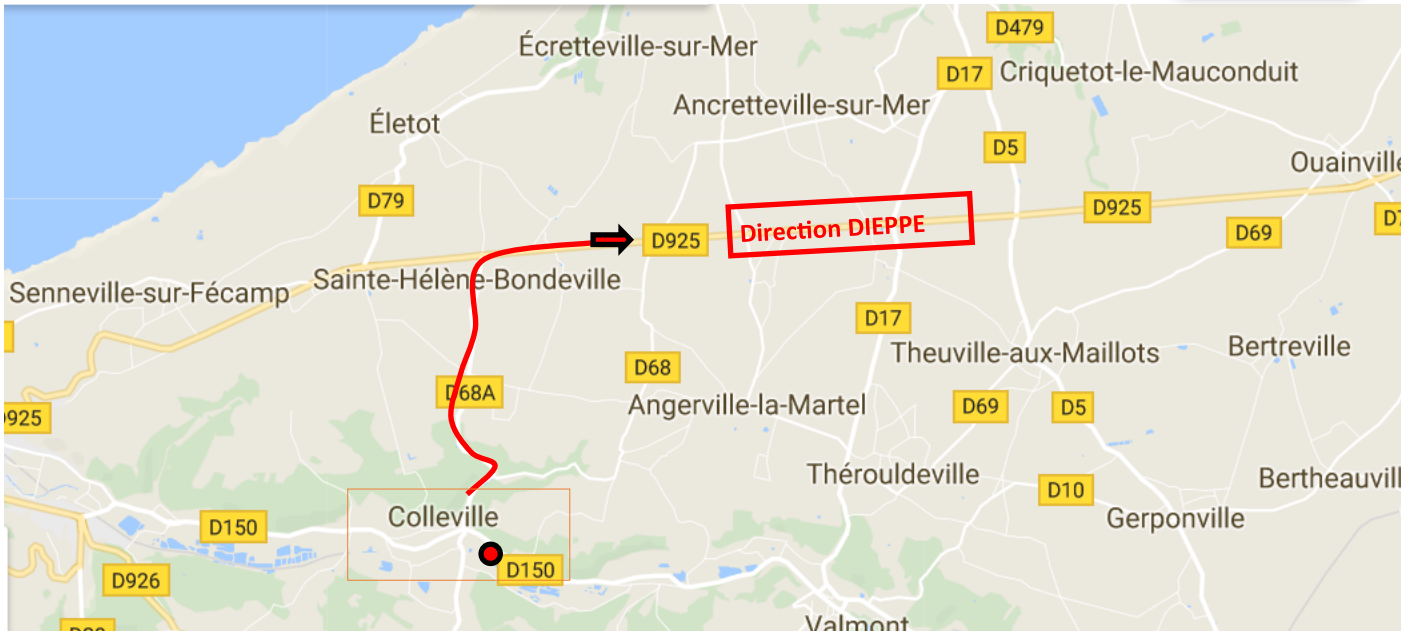 D479
Écretteville-sur-Mer
D17
Criquetot-le-Mauconduit
Ancretteville-sur-Mer
Életot
D5
Ouainville
D79
D925
Direction DIEPPE
D925
D69
Sainte-Hélène-Bondeville
Senneville-sur-Fécamp
D17
Theuville-aux-Maillots
Bertreville
D68
D68A
Angerville-la-Martel
D69
D5
D925
Thérouldeville
Bertheauvill
D10
Gerponville
Colleville
D150
D150
D926
Valmont